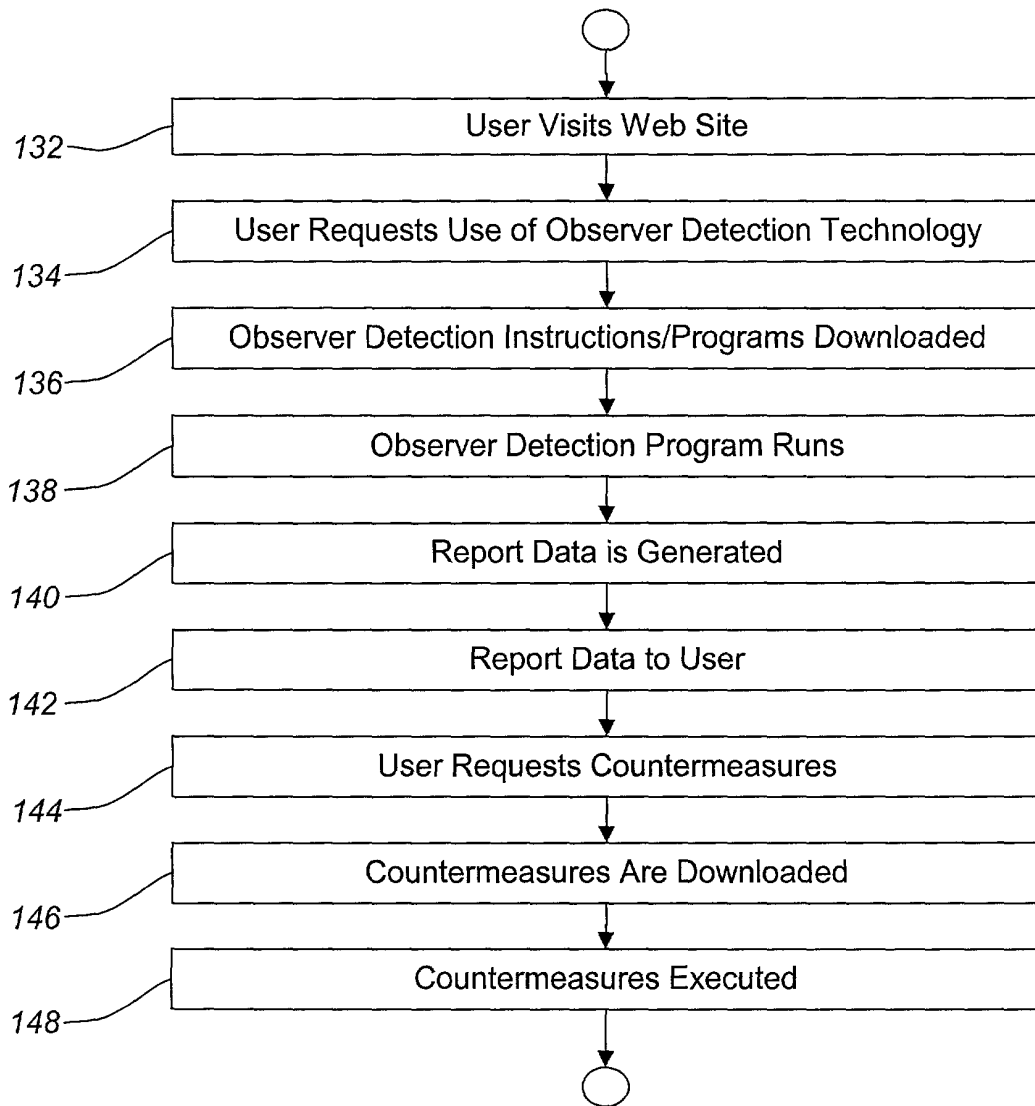 User Visits Web Site
132
User Requests Use of Observer Detection Technology
134
Observer Detection Instructions/Programs Downloaded
136
Observer Detection Program Runs
138
Report Data is Generated
140
Report Data to User
142
User Requests Countermeasures
144
Countermeasures Are Downloaded
146
Countermeasures Executed
148